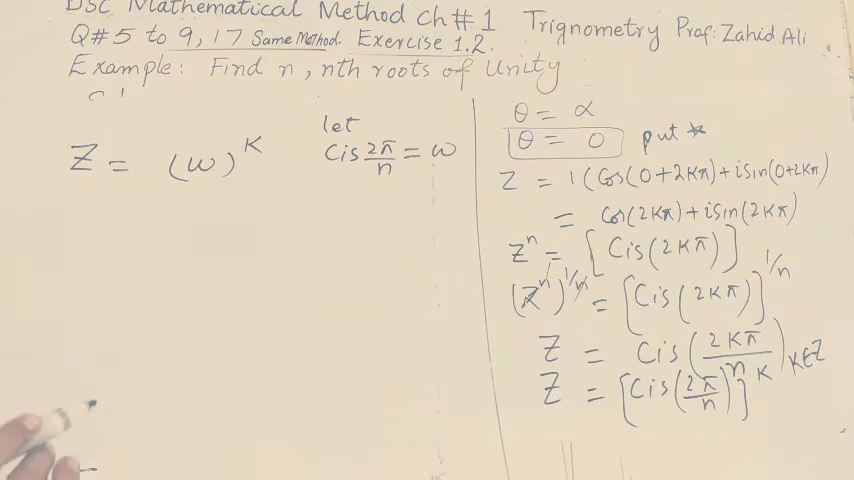 BSC Mathematical Method Ch # 1 Trignometry Prof: Zahid Ali
Q # 5 to 9, 17 Same Method. Exercise 1.2.
Example: Find n, nth roots of Unity
Z = (ω)^K
let
Cis 2π/n = ω
θ = α
θ = 0 put *
Z = 1 (Cos(0+2Kπ) + i Sin(0+2Kπ)
= Cos(2Kπ) + i Sin(2Kπ)
Z^n = [Cis(2Kπ)]
(Z^n)^1/n = [Cis(2Kπ)]^1/n
Z = Cis(2Kπ/n) K∈Z
Z = [Cis(2π/n)]^K